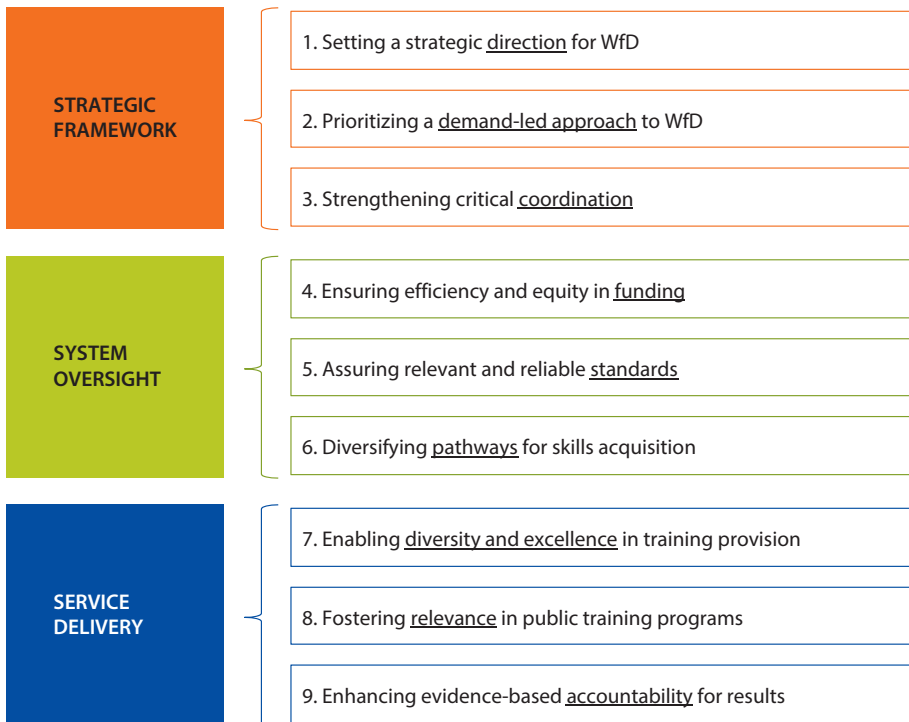 STRATEGIC
FRAMEWORK
1. Setting a strategic direction for WfD
2. Prioritizing a demand-led approach to WfD
3. Strengthening critical coordination
SYSTEM
OVERSIGHT
4. Ensuring efficiency and equity in funding
5. Assuring relevant and reliable standards
6. Diversifying pathways for skills acquisition
SERVICE
DELIVERY
7. Enabling diversity and excellence in training provision
8. Fostering relevance in public training programs
9. Enhancing evidence-based accountability for results